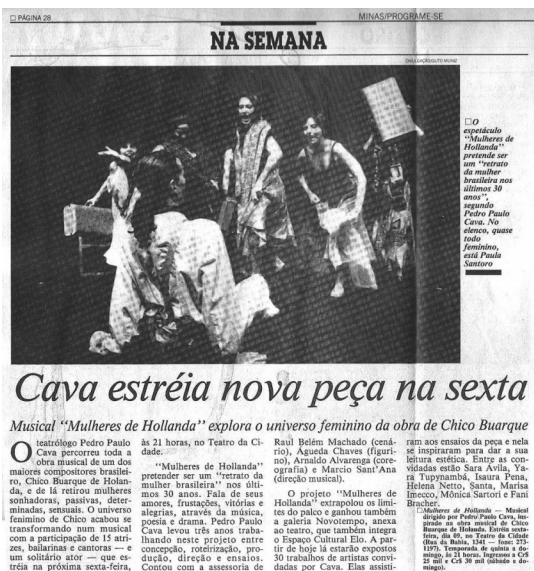 □ PÁGINA 28
MINAS/PROGRAME-SE
NA SEMANA
DIVULGAÇÃO/GUTO MUNIZ
□O
espetáculo
"Mulheres de
Hollanda"
pretende ser
um "retrato
da mulher
brasileira nos
últimos 30
anos",
segundo
Pedro Paulo
Cava. No
elenco, quase
todo
feminino,
está Paula
Santoro
Cava estréia nova peça na sexta
Musical "Mulheres de Hollanda" explora o universo feminino da obra de Chico Buarque
O teatrólogo Pedro Paulo
Cava percorreu toda a
obra musical de um dos
maiores compositores brasilei-
ro, Chico Buarque de Holan-
da, e de lá retirou mulheres
sonhadoras, passivas, deter-
minadas, sensuais. O universo
feminino de Chico acabou se
transformando num musical
com a participação de 15 atri-
zes, bailarinas e cantoras — e
um solitário ator — que es-
tréia na próxima sexta-feira,
às 21 horas, no Teatro da Ci-
dade.
"Mulheres de Hollanda"
pretender ser um "retrato da
mulher brasileira" nos últi-
mos 30 anos. Fala de seus
amores, frustações, vitórias e
alegrias, através da música,
poesia e drama. Pedro Paulo
Cava levou três anos traba-
lhando neste projeto entre
concepção, roteirização, pro-
dução, direção e ensaios.
Contou com a assessoria de
Raul Belém Machado (cená-
rio), Águeda Chaves (figuri-
no), Arnaldo Alvarenga (core-
ografia) e Marcio Sant'Ana
(direção musical).
O projeto "Mulheres de
Hollanda" extrapolou os limi-
tes do palco e ganhou também
a galeria Novotempo, anexa
ao teatro, que também integra
o Espaço Cultural Elo. A par-
tir de hoje lá estarão expostos
30 trabalhos de artistas convi-
dadas por Cava. Elas assisti-
ram aos ensaios da peça e nela
se inspiraram para dar a sua
leitura estética. Entre as con-
vidadas estão Sara Avila, Ya-
ra Tupynambá, Isaura Pena,
Helena Netto, Santa, Marisa
Imecco, Mônica Sartori e Fani
Bracher.
□Mulheres de Hollanda — Musical
dirigido por Pedro Paulo Cava, ins-
pirado na obra musical de Chico
Buarque de Holanda. Estréia sexta-
feira, dia 09, no Teatro da Cidade
(Rua da Bahia, 1341 — fone: 273-
1197). Temporada de quinta a do-
mingo, às 21 horas. Ingressos a Cr$
25 mil e Cr$ 30 mil (sábado e do-
mingo).